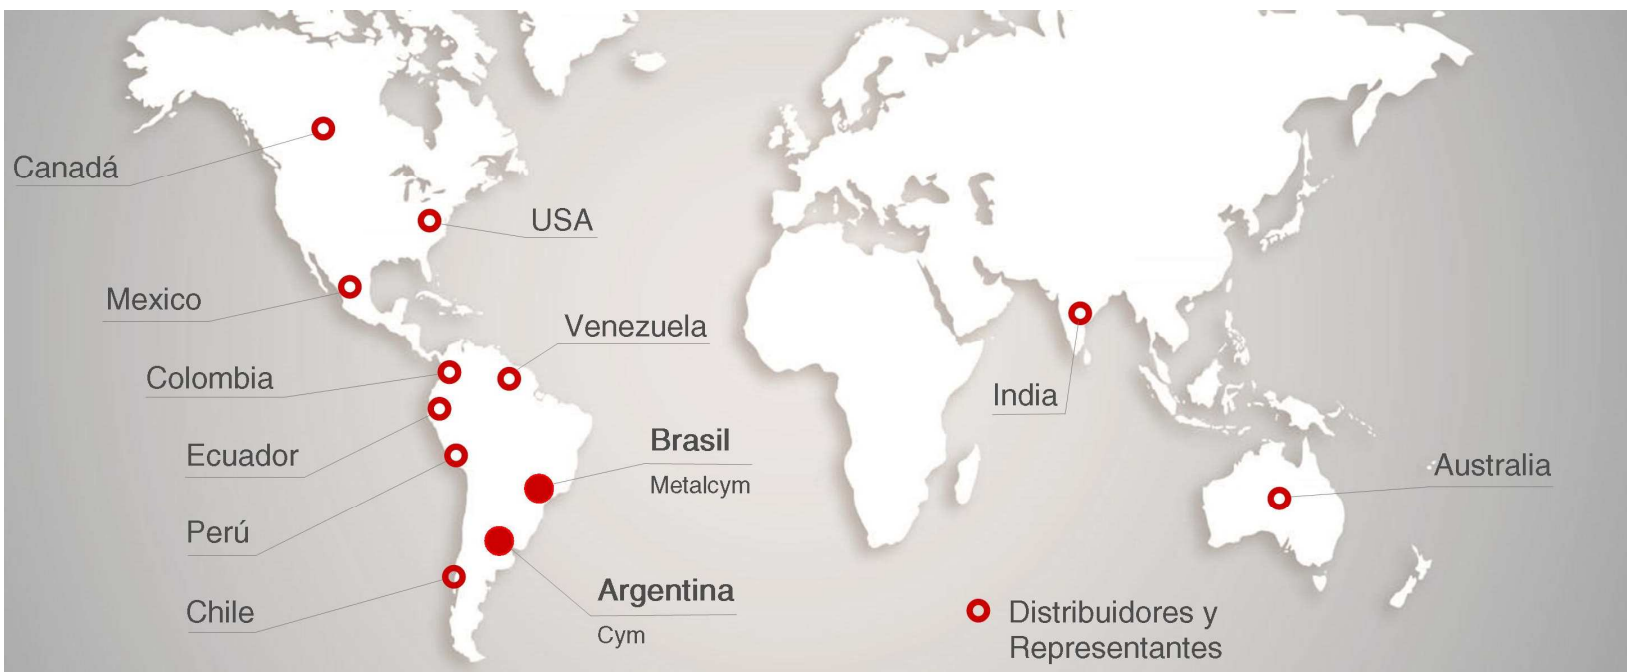 Canadá
USA
Mexico
Venezuela
Colombia
India
Ecuador
Brasil
Metalcym
Australia
Perú
Argentina
Cym
Chile
Distribuidores y
Representantes